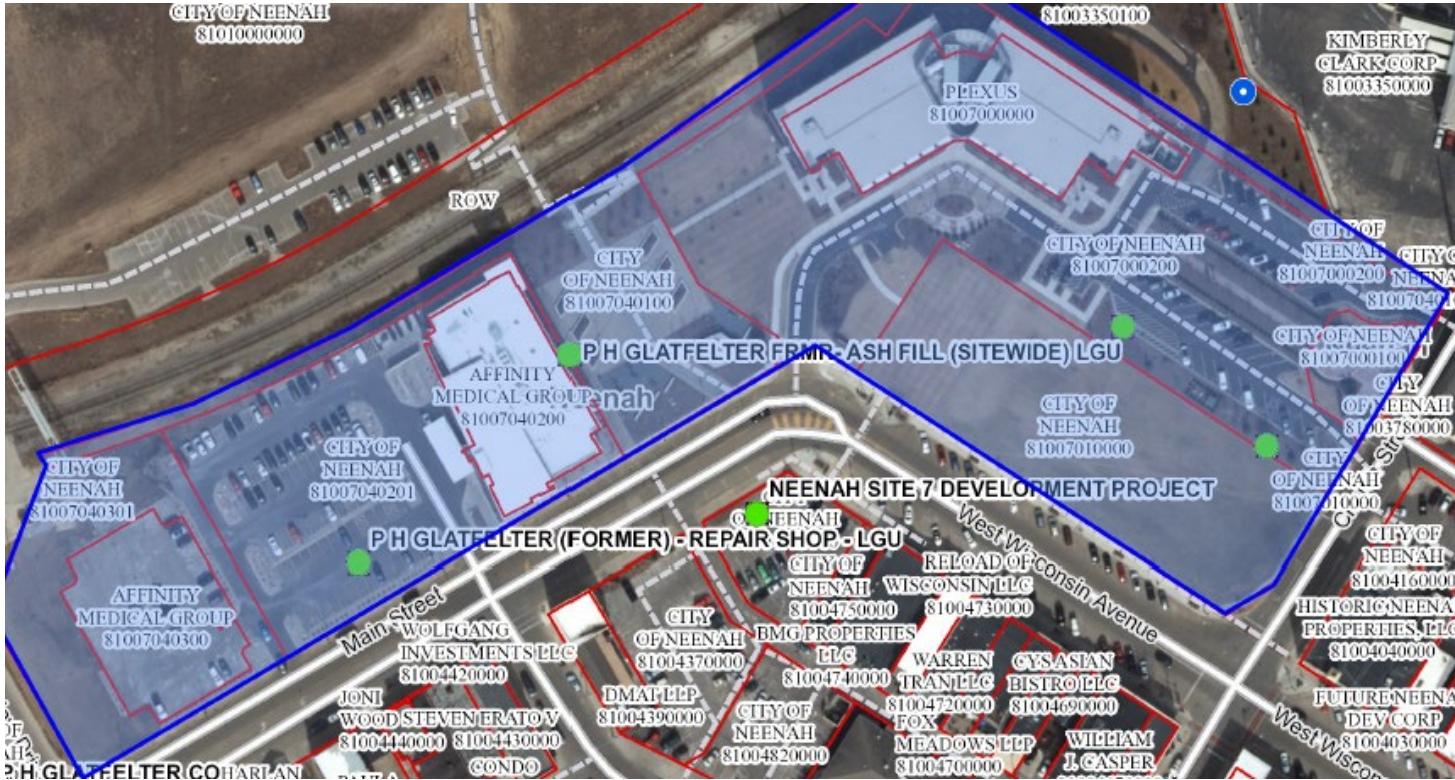 CITY OF NEENAH
81010000000
81003350100
KIMBERLY
CLARK CORP
81003350000
PLEXUS
81007000000
ROW
CITY
OF NEENAH
81007040100
CITY OF NEENAH
81007000200
CITY OF
NEENAH
81007000200
P H GLATFELTER FRMR- ASH FILL (SITEWIDE) LGU
CITY OF NEENAH
81007000100
AFFINITY
MEDICAL GROUP
81007040200
CITY
OF NEENAH
81003780000
CITY OF
NEENAH
81007010000
CITY OF
NEENAH
81007040201
CITY OF
NEENAH
81007040301
CITY
OF NEENAH
81007010000
NEENAH SITE 7 DEVELOPMENT PROJECT
OF NEENAH
P H GLATFELTER (FORMER) - REPAIR SHOP - LGU
West Wisconsin Avenue
CITY OF
NEENAH
81004750000
RELOAD OF
WISCONSIN LLC
81004730000
CITY OF
NEENAH
81004160000
AFFINITY
MEDICAL GROUP
81007040300
Main Street
WOLFGANG
INVESTMENTS LLC
81004420000
CITY
OF NEENAH
81004370000
BMG PROPERTIES
LLC
81004740000
HISTORIC NEENAH
PROPERTIES, LLC
81004040000
WARREN
TRAN LLC
81004720000
CYS ASIAN
BISTRO LLC
81004690000
DMAT LLP
81004390000
JONI
WOOD
81004440000
STEVEN ERATO V
81004430000
CONDO
CITY OF
NEENAH
81004820000
FOX
MEADOWS LLP
81004700000
WILLIAM
J. CASPER
FUTURE NEENA
DEV CORP
81004030000
West Wisco
P H GLATFELTER CO
HARLAN